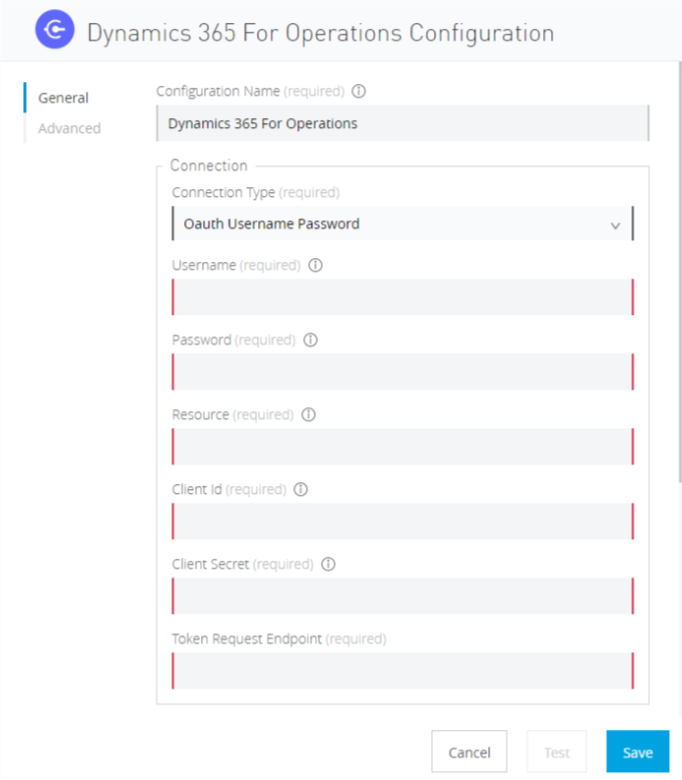 Dynamics 365 For Operations Configuration
General
Advanced
Configuration Name (required)
Dynamics 365 For Operations
Connection
Connection Type (required)
Oauth Username Password
Username (required)
Password (required)
Resource (required)
Client Id (required)
Client Secret (required)
Token Request Endpoint (required)
Cancel
Test
Save